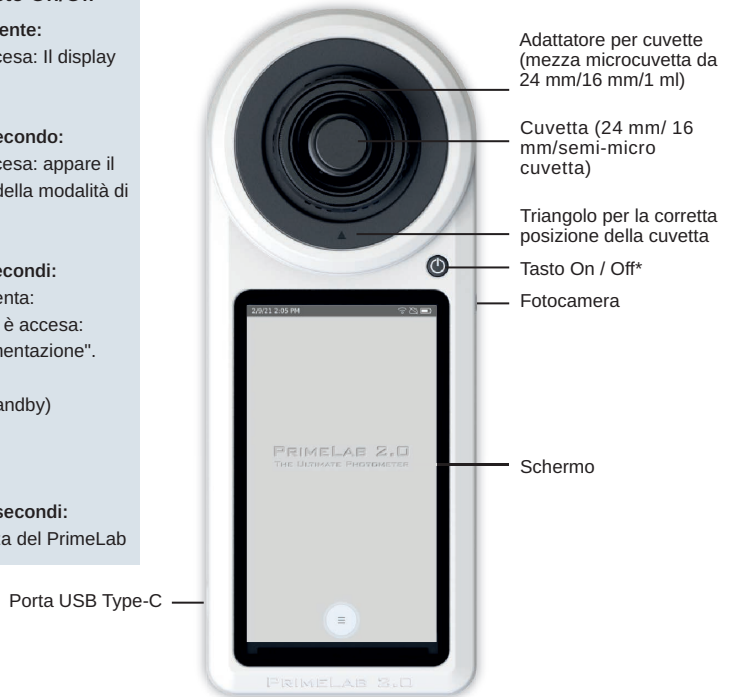 ente:
cesa: Il display
econdo:
cesa: appare il
della modalità di
econdi:
enta:
è accesa:
mentazione".
andby)
secondi:
za del PrimeLab
Adattatore per cuvette
(mezza microcuvetta da
24 mm/16 mm/1 ml)
Cuvetta (24 mm/ 16
mm/semi-micro
cuvetta)
Triangolo per la corretta
posizione della cuvetta
Tasto On / Off*
Fotocamera
2/9/21 2:05 PM
PRIMELAB 2.0
THE ULTIMATE PHOTOMETER
Schermo
Porta USB Type-C
PRIMELAB 2.0